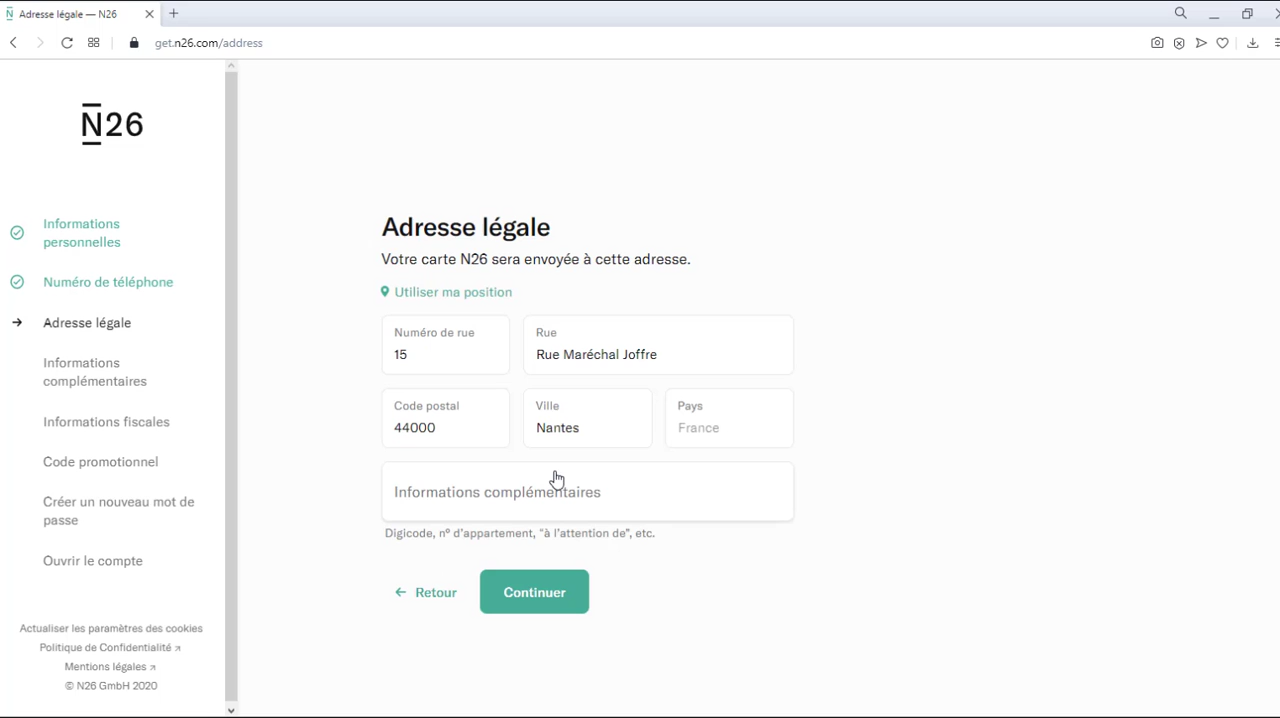 Adresse légale — N26
get.n26.com/address
N26
Informations
personnelles
Numéro de téléphone
Adresse légale
Informations
complémentaires
Informations fiscales
Code promotionnel
Créer un nouveau mot de
passe
Ouvrir le compte
Actualiser les paramètres des cookies
Politique de Confidentialité ↗
Mentions légales ↗
© N26 GmbH 2020
Adresse légale
Votre carte N26 sera envoyée à cette adresse.
Utiliser ma position
Numéro de rue
15
Rue
Rue Maréchal Joffre
Code postal
44000
Ville
Nantes
Pays
France
Informations complémentaires
Digicode, n° d'appartement, "à l'attention de", etc.
← Retour
Continuer